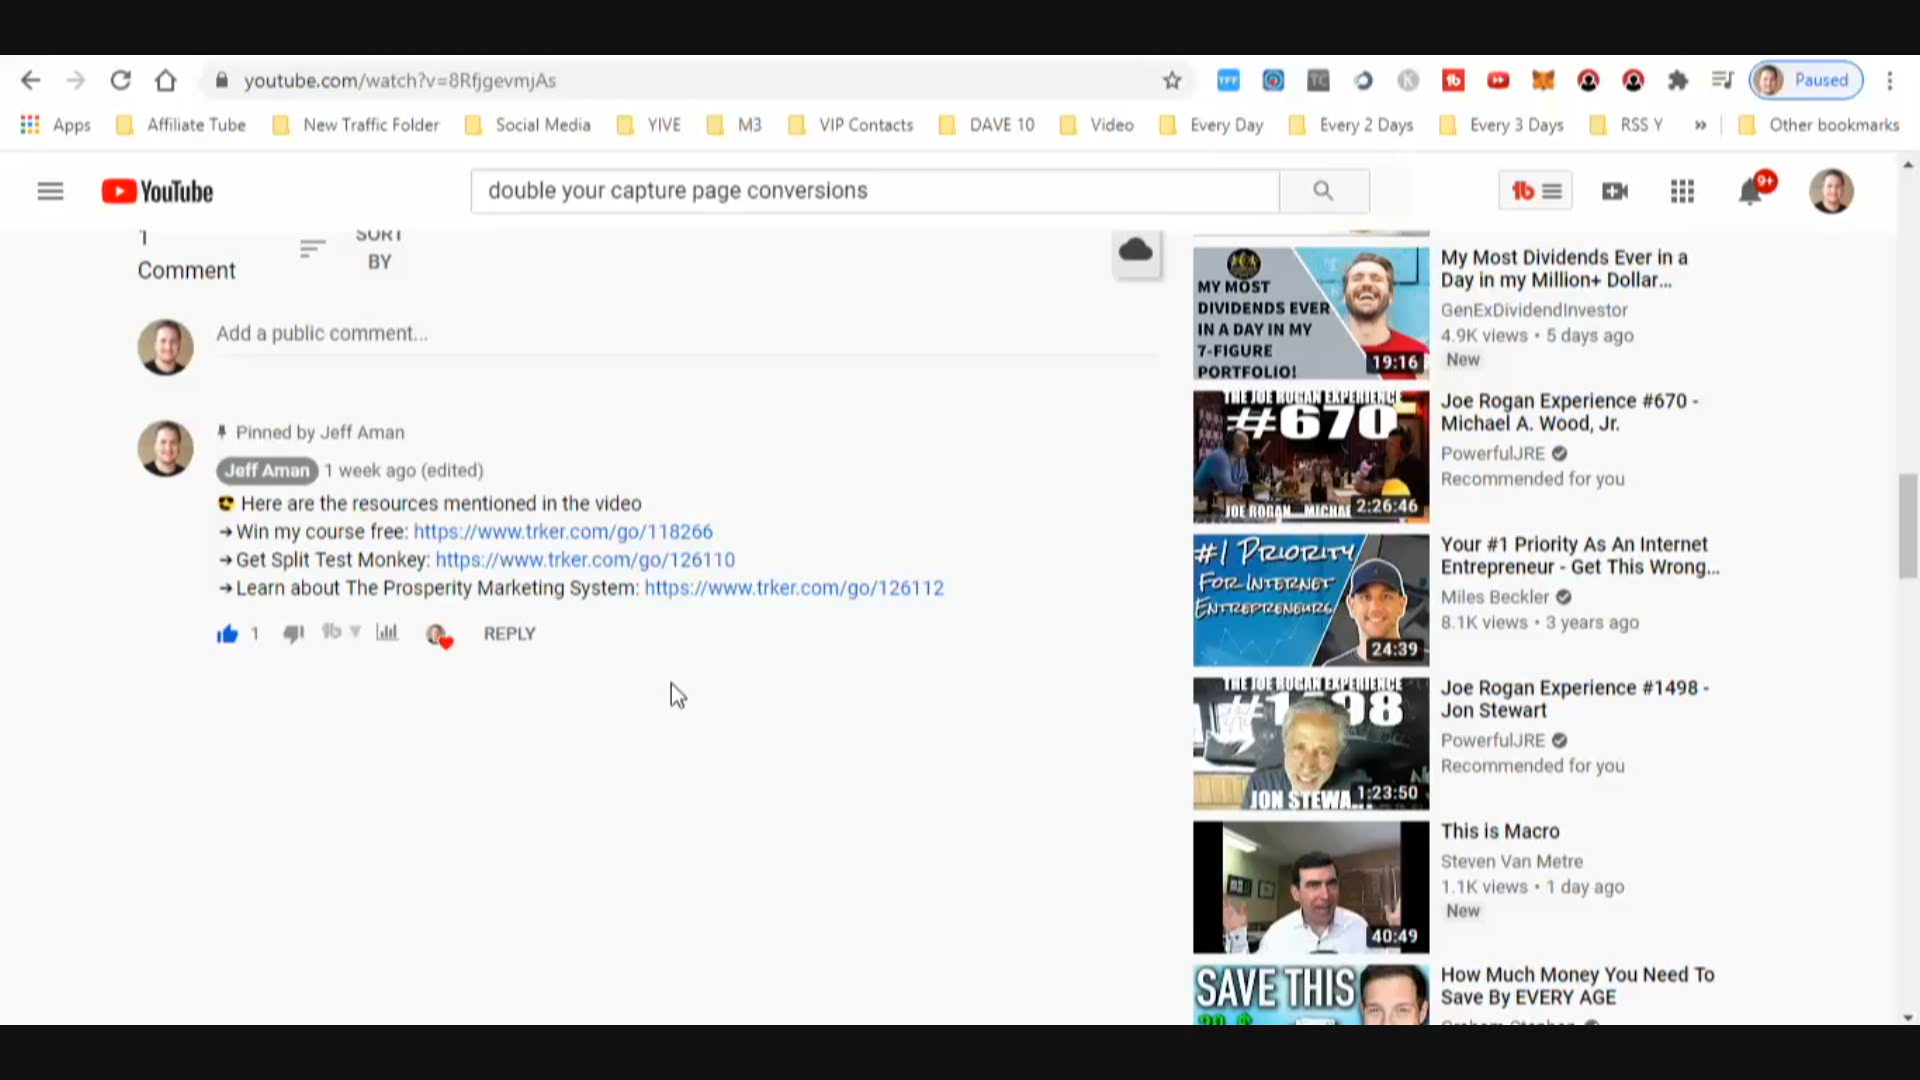 youtube.com/watch?v=8RfjgevmjAs
Paused
Apps
Affiliate Tube
New Traffic Folder
Social Media
YIVE
M3
VIP Contacts
DAVE 10
Video
Every Day
Every 2 Days
Every 3 Days
RSS Y
»
Other bookmarks
YouTube
double your capture page conversions
9+
1
Comment
SORT
BY
Add a public comment...
Pinned by Jeff Aman
Jeff Aman 1 week ago (edited)
😎 Here are the resources mentioned in the video
➔Win my course free: https://www.trker.com/go/118266
➔Get Split Test Monkey: https://www.trker.com/go/126110
➔Learn about The Prosperity Marketing System: https://www.trker.com/go/126112
1
REPLY
MY MOST
DIVIDENDS EVER
IN A DAY IN MY
7-FIGURE
PORTFOLIO!
19:16
My Most Dividends Ever in a
Day in my Million+ Dollar...
GenExDividendInvestor
4.9K views • 5 days ago
New
THE JOE ROGAN EXPERIENCE
#670
JOE ROGAN
2:26:46
Joe Rogan Experience #670 -
Michael A. Wood, Jr.
PowerfulJRE
Recommended for you
#1 PRIORITY
FOR INTERNET
ENTREPRENEURS
24:39
Your #1 Priority As An Internet
Entrepreneur - Get This Wrong...
Miles Beckler
8.1K views • 3 years ago
THE JOE ROGAN EXPERIENCE
JON STEWA...
1:23:50
Joe Rogan Experience #1498 -
Jon Stewart
PowerfulJRE
Recommended for you
40:49
This is Macro
Steven Van Metre
1.1K views • 1 day ago
New
SAVE THIS
How Much Money You Need To
Save By EVERY AGE